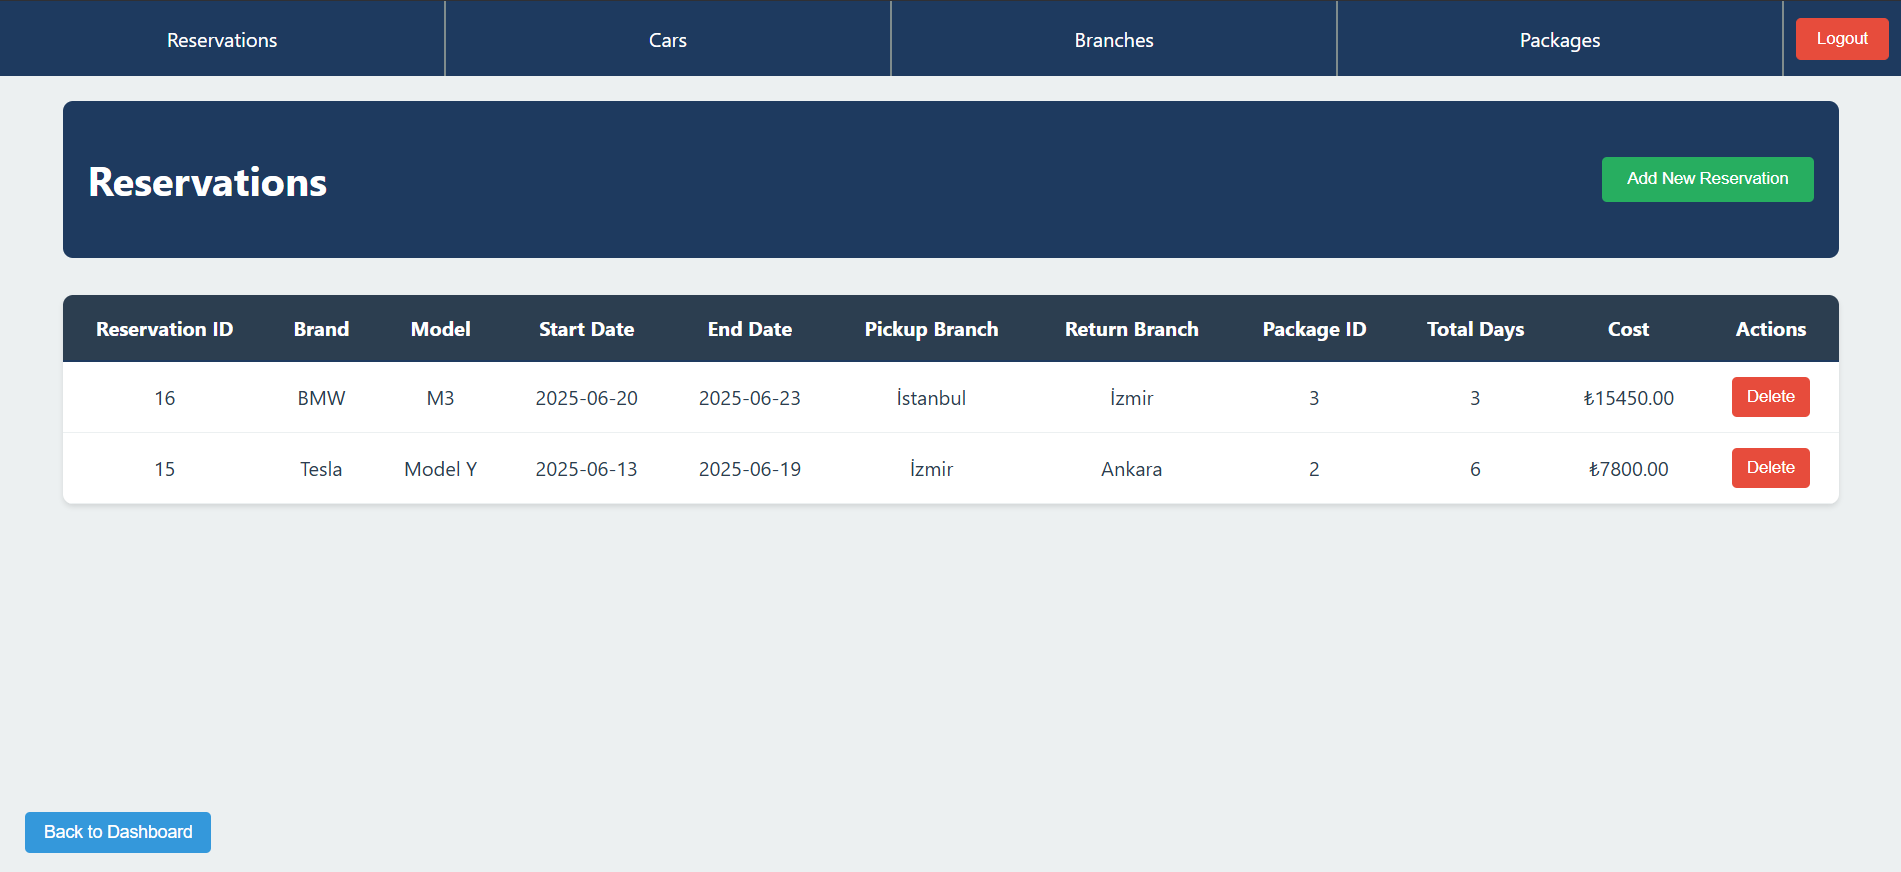 Reservations Cars Branches Packages Logout
Reservations Add New Reservation
Reservation ID Brand Model Start Date End Date Pickup Branch Return Branch Package ID Total Days Cost Actions
16 BMW M3 2025-06-20 2025-06-23 İstanbul İzmir 3 3 ₺15450.00 Delete
15 Tesla Model Y 2025-06-13 2025-06-19 İzmir Ankara 2 6 ₺7800.00 Delete
Back to Dashboard